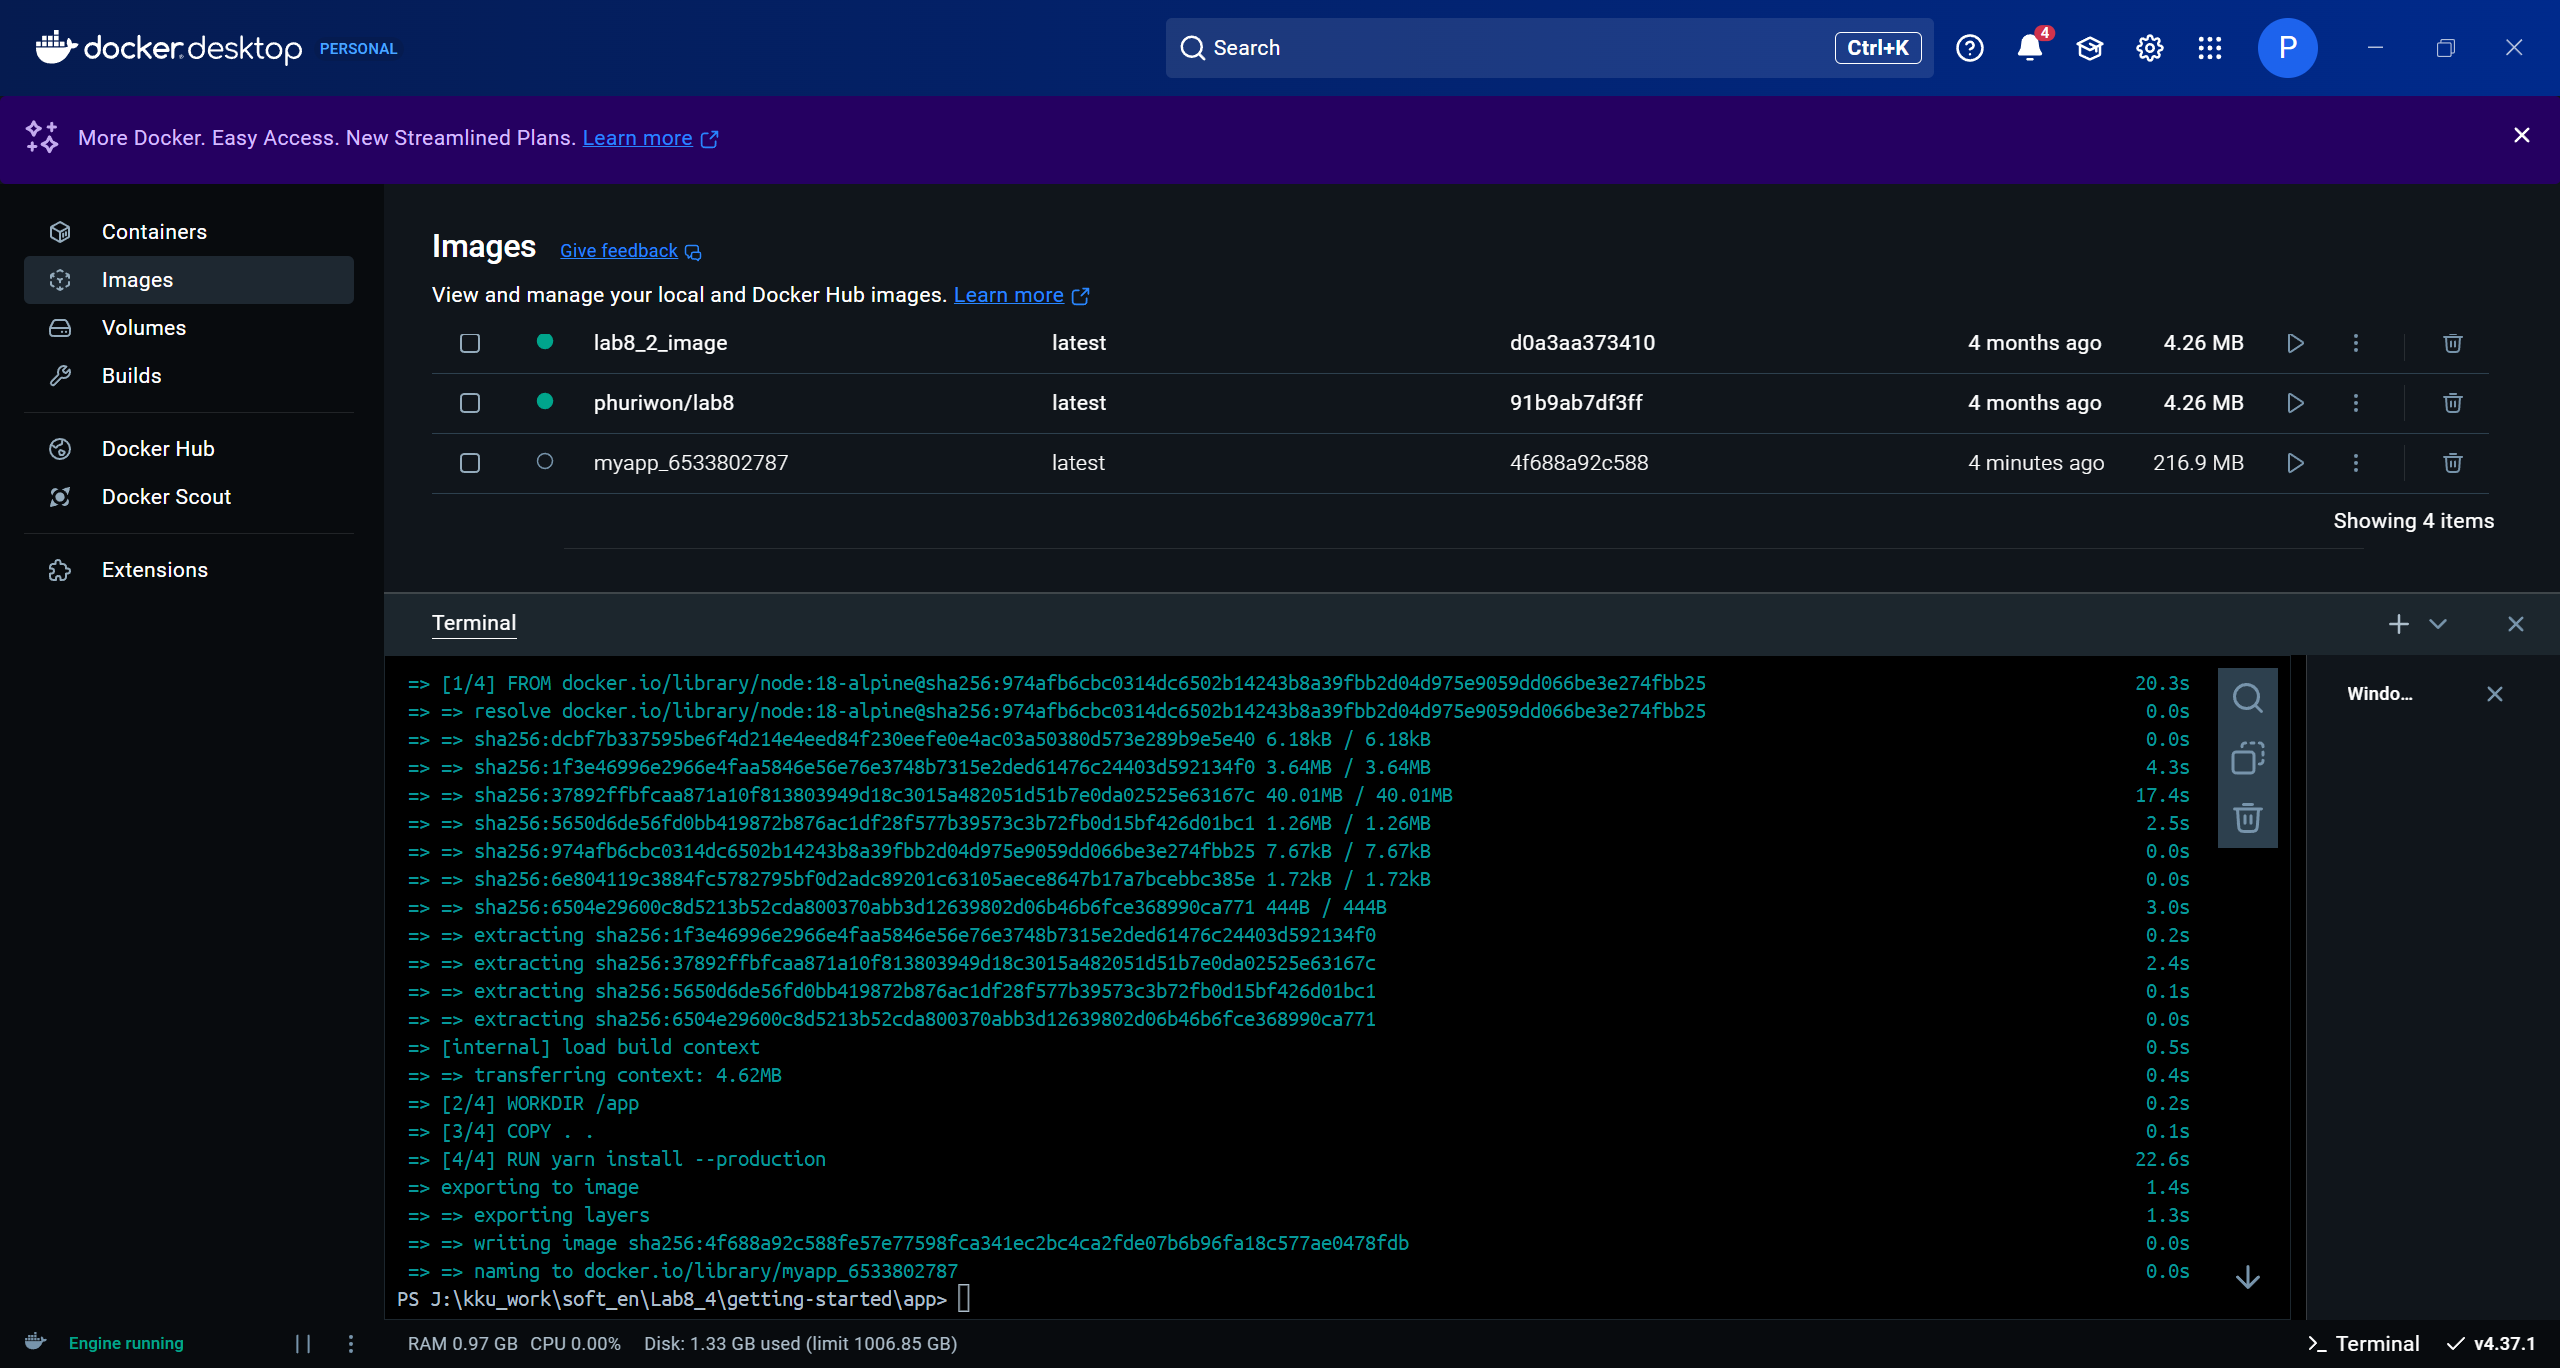 docker.desktop PERSONAL
Search
Ctrl+K
4
P
More Docker. Easy Access. New Streamlined Plans. Learn more
Containers
Images
Volumes
Builds
Docker Hub
Docker Scout
Extensions
Images Give feedback
View and manage your local and Docker Hub images. Learn more
lab8_2_image latest d0a3aa373410 4 months ago 4.26 MB
phuriwon/lab8 latest 91b9ab7df3ff 4 months ago 4.26 MB
myapp_6533802787 latest 4f688a92c588 4 minutes ago 216.9 MB
Showing 4 items
Terminal
=> [1/4] FROM docker.io/library/node:18-alpine@sha256:974afb6cbc0314dc6502b14243b8a39fbb2d04d975e9059dd066be3e274fbb25 20.3s
=> => resolve docker.io/library/node:18-alpine@sha256:974afb6cbc0314dc6502b14243b8a39fbb2d04d975e9059dd066be3e274fbb25 0.0s
=> => sha256:dcbf7b337595be6f4d214e4eed84f230eefe0e4ac03a50380d573e289b9e5e40 6.18kB / 6.18kB 0.0s
=> => sha256:1f3e46996e2966e4faa5846e56e76e3748b7315e2ded61476c24403d592134f0 3.64MB / 3.64MB 4.3s
=> => sha256:37892ffbfcaa871a10f813803949d18c3015a482051d51b7e0da02525e63167c 40.01MB / 40.01MB 17.4s
=> => sha256:5650d6de56fd0bb419872b876ac1df28f577b39573c3b72fb0d15bf426d01bc1 1.26MB / 1.26MB 2.5s
=> => sha256:974afb6cbc0314dc6502b14243b8a39fbb2d04d975e9059dd066be3e274fbb25 7.67kB / 7.67kB 0.0s
=> => sha256:6e804119c3884fc5782795bf0d2adc89201c63105aece8647b17a7bcebbc385e 1.72kB / 1.72kB 0.0s
=> => sha256:6504e29600c8d5213b52cda800370abb3d12639802d06b46b6fce368990ca771 444B / 444B 3.0s
=> => extracting sha256:1f3e46996e2966e4faa5846e56e76e3748b7315e2ded61476c24403d592134f0 0.2s
=> => extracting sha256:37892ffbfcaa871a10f813803949d18c3015a482051d51b7e0da02525e63167c 2.4s
=> => extracting sha256:5650d6de56fd0bb419872b876ac1df28f577b39573c3b72fb0d15bf426d01bc1 0.1s
=> => extracting sha256:6504e29600c8d5213b52cda800370abb3d12639802d06b46b6fce368990ca771 0.0s
=> [internal] load build context 0.5s
=> => transferring context: 4.62MB 0.4s
=> [2/4] WORKDIR /app 0.2s
=> [3/4] COPY . . 0.1s
=> [4/4] RUN yarn install --production 22.6s
=> exporting to image 1.4s
=> => exporting layers 1.3s
=> => writing image sha256:4f688a92c588fe57e77598fca341ec2bc4ca2fde07b6b96fa18c577ae0478fdb 0.0s
=> => naming to docker.io/library/myapp_6533802787 0.0s
PS J:\kku_work\soft_en\Lab8_4\getting-started\app>
Windo...
Engine running
RAM 0.97 GB CPU 0.00% Disk: 1.33 GB used (limit 1006.85 GB)
Terminal
v4.37.1